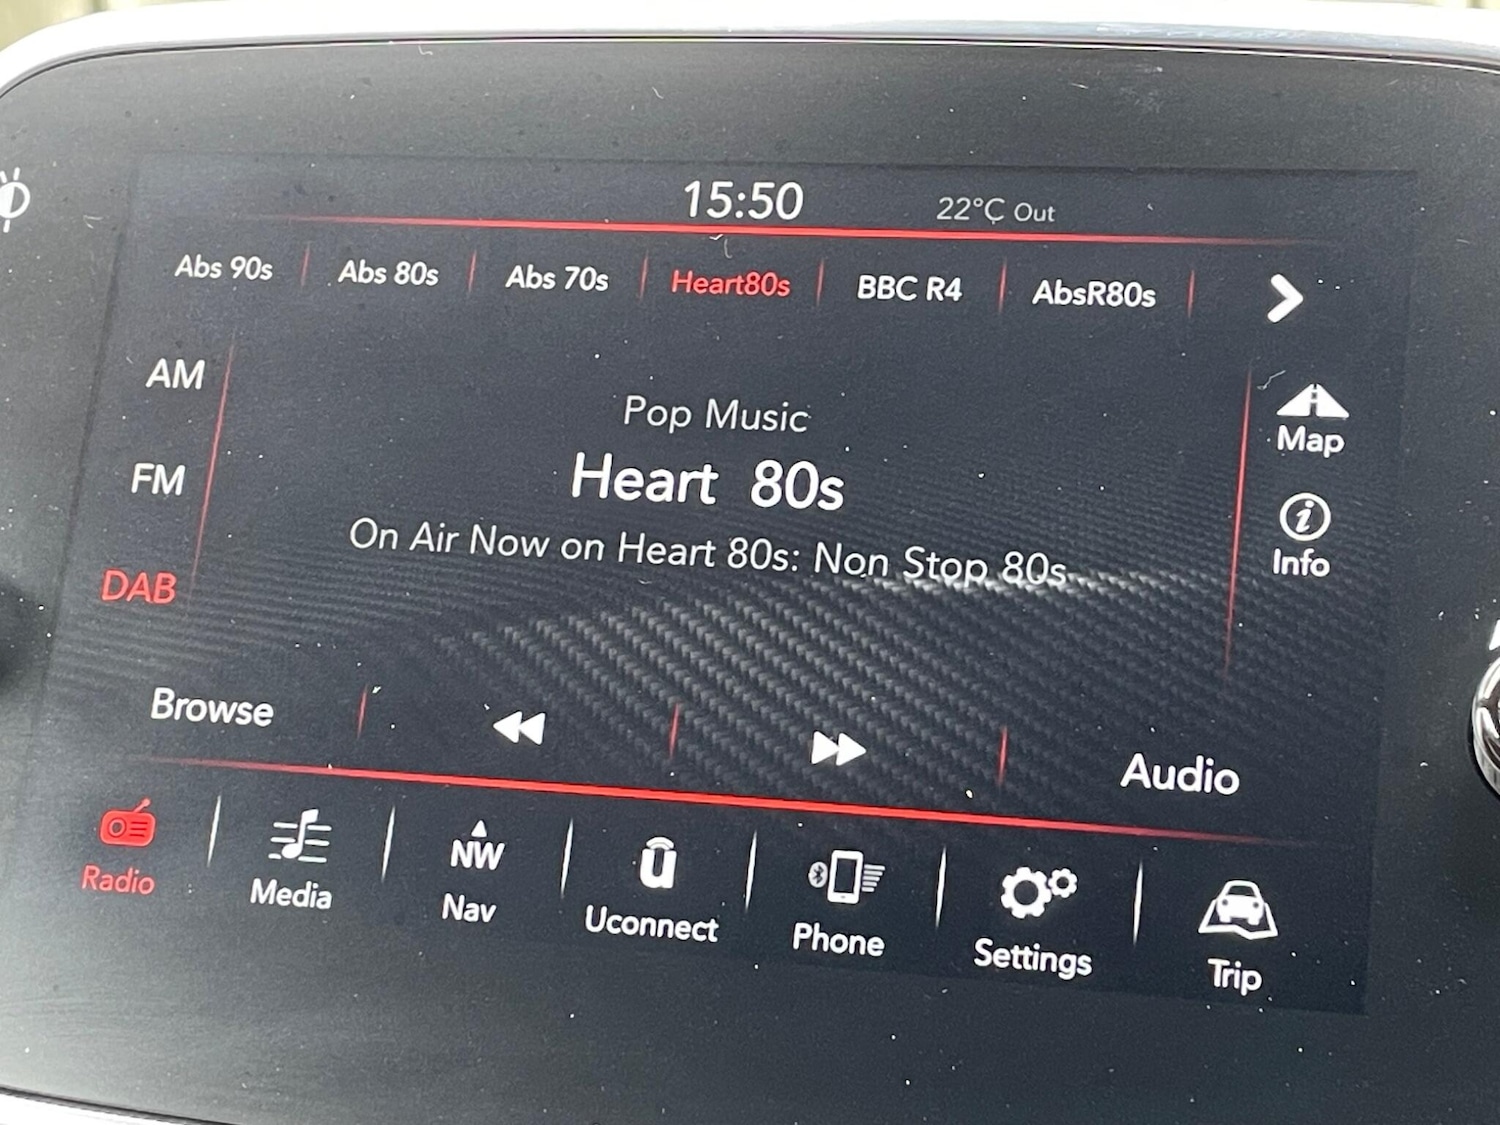 15:50 22°C Out
Abs 90s Abs 80s Abs 70s Heart80s BBC R4 AbsR80s
AM
Pop Music
Map
FM
Heart 80s
On Air Now on Heart 80s: Non Stop 80s
Info
DAB
Browse Audio
NW
u
Radio Media Nav Uconnect Phone Settings Trip